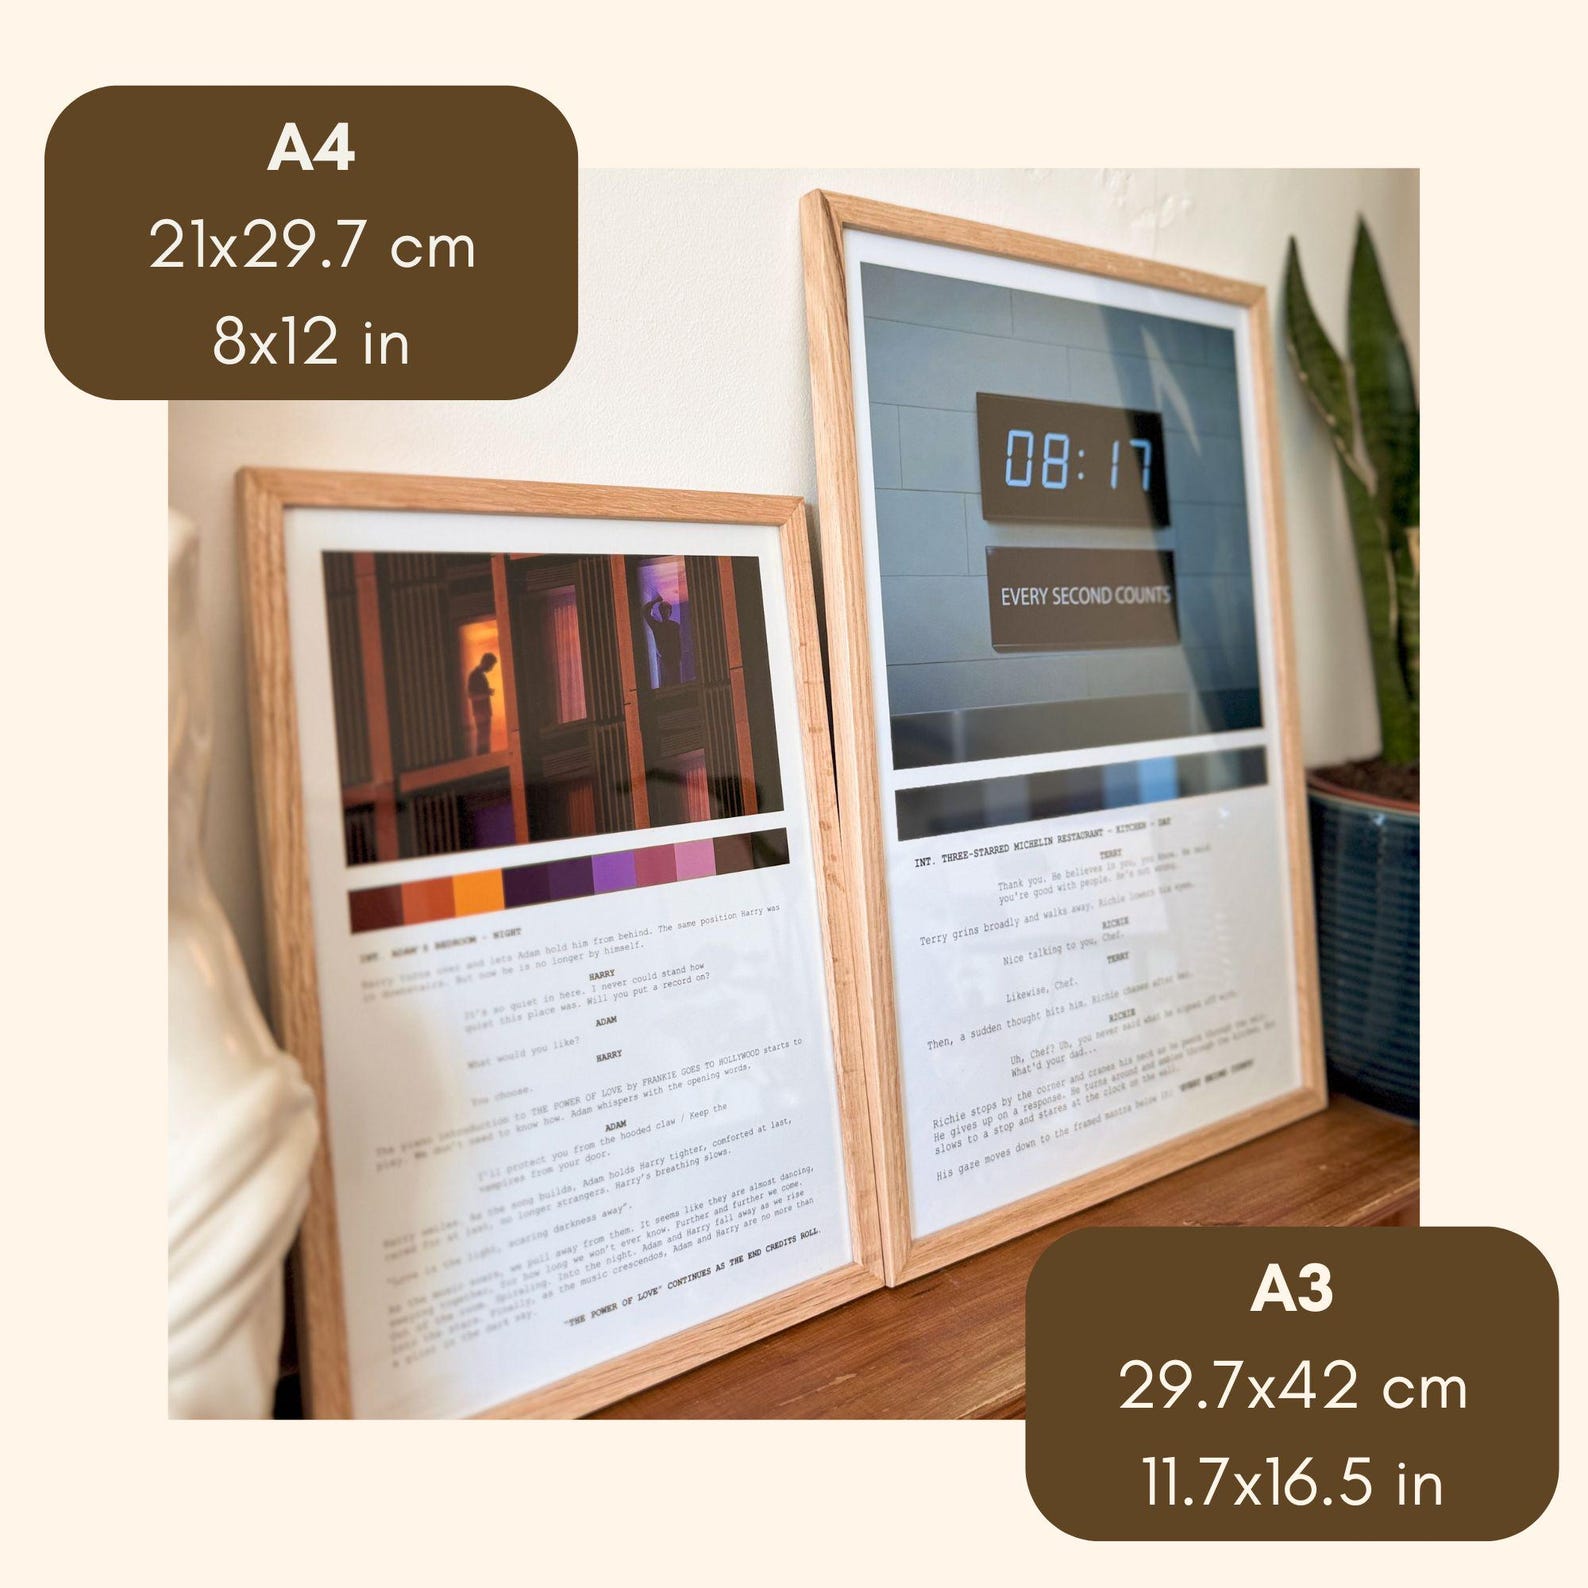 A4
21x29.7 cm
8x12 in
08:17
EVERY SECOND COUNTS
INT. ADAM'S BEDROOM - NIGHT
Harry turns over and lets Adam hold him from behind. The same position Harry was
in downstairs. But now he is no longer by himself.
HARRY
It's so quiet in here. I never could stand how
quiet this place was. Will you put a record on?
ADAM
What would you like?
HARRY
You choose.
The piano introduction to THE POWER OF LOVE by FRANKIE GOES TO HOLLYWOOD starts to
play. We don't need to know how. Adam whispers with the opening words.
ADAM
I'll protect you from the hooded claw / Keep the
vampires from your door.
Harry smiles. As the song builds, Adam holds Harry tighter, comforted at last,
cared for at last, no longer strangers. Harry's breathing slows.
"Love is the light, scaring darkness away".
As the music soars, we pull away from them. It seems like they are almost dancing,
sleeping together, for how long we won't ever know. Further and further we come.
Out of the room. Spiraling. Into the night. Adam and Harry fall away as we rise
into the stars. Finally, as the music crescendos, Adam and Harry are no more than
a in the dark sky.
"THE POWER OF LOVE" CONTINUES AS THE END CREDITS ROLL.
INT. THREE-STARRED MICHELIN RESTAURANT - KITCHEN - DAY
TERRY
Thank you. He believes in you, you know. He said
you're good with people. He's not wrong.
Terry grins broadly and walks away. Richie lowers his eyes.
RICHIE
Nice talking to you, Chef.
TERRY
Likewise, Chef.
Then, a sudden thought hits him. Richie chases after her.
RICHIE
Uh, Chef? Uh, you never said what he signed off with.
What'd your dad...
Richie stops by the corner and cranes his neck as he peers through the
He gives up on a response. He turns around and ambles through the kitchen,
slows to a stop and stares at the clock on the wall.
His gaze moves down to the framed mantra below it: "EVERY SECOND COUNTS"
A3
29.7x42 cm
11.7x16.5 in